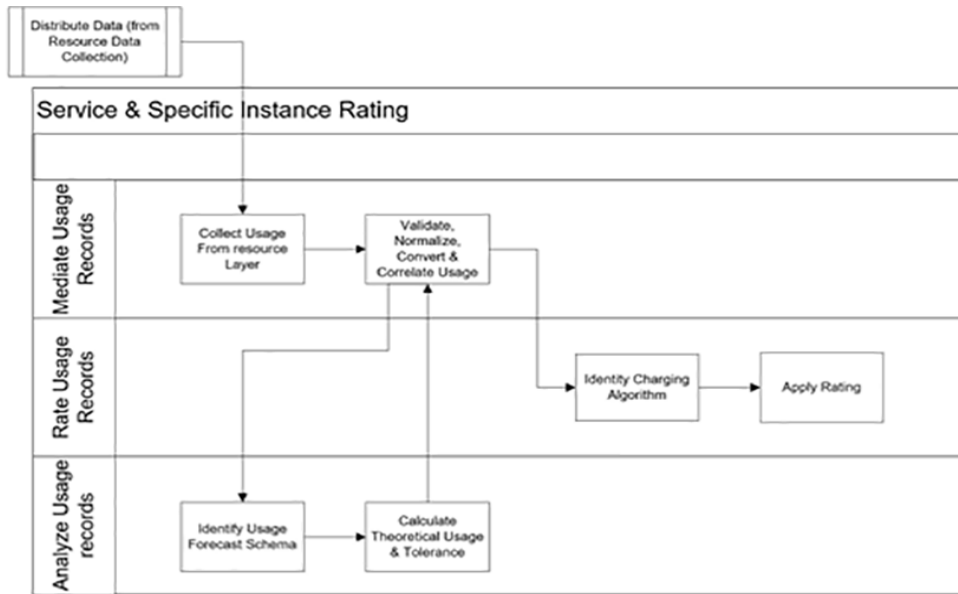 Distribute Data (from
Resource Data
Collection)
Service & Specific Instance Rating
Mediate Usage
Records
Collect Usage
From resource
Layer
Validate,
Normalize,
Convert &
Correlate Usage
Rate Usage
Records
Identity Charging
Algorithm
Apply Rating
Analyze Usage
records
Identify Usage
Forecast Schema
Calculate
Theoretical Usage
& Tolerance